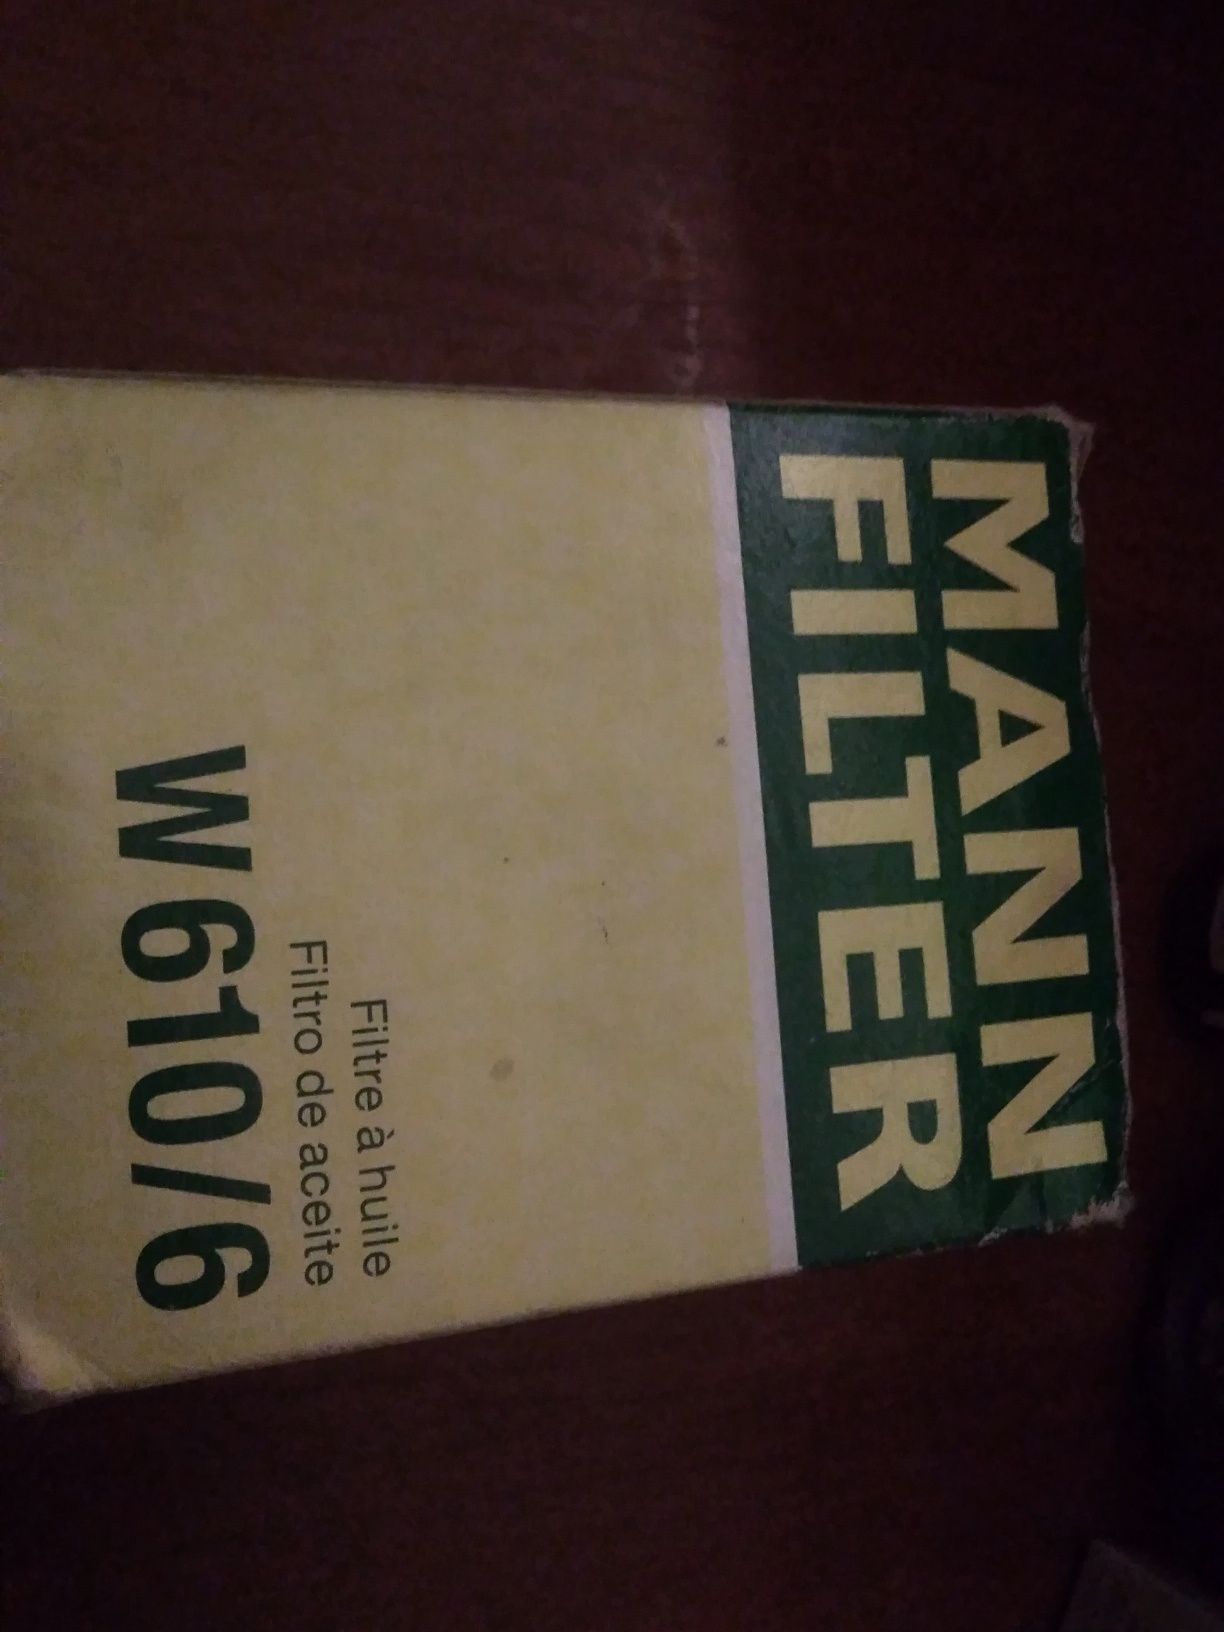 MANN
FILTER
Filtre à huile
Filtro de aceite
W 610/6